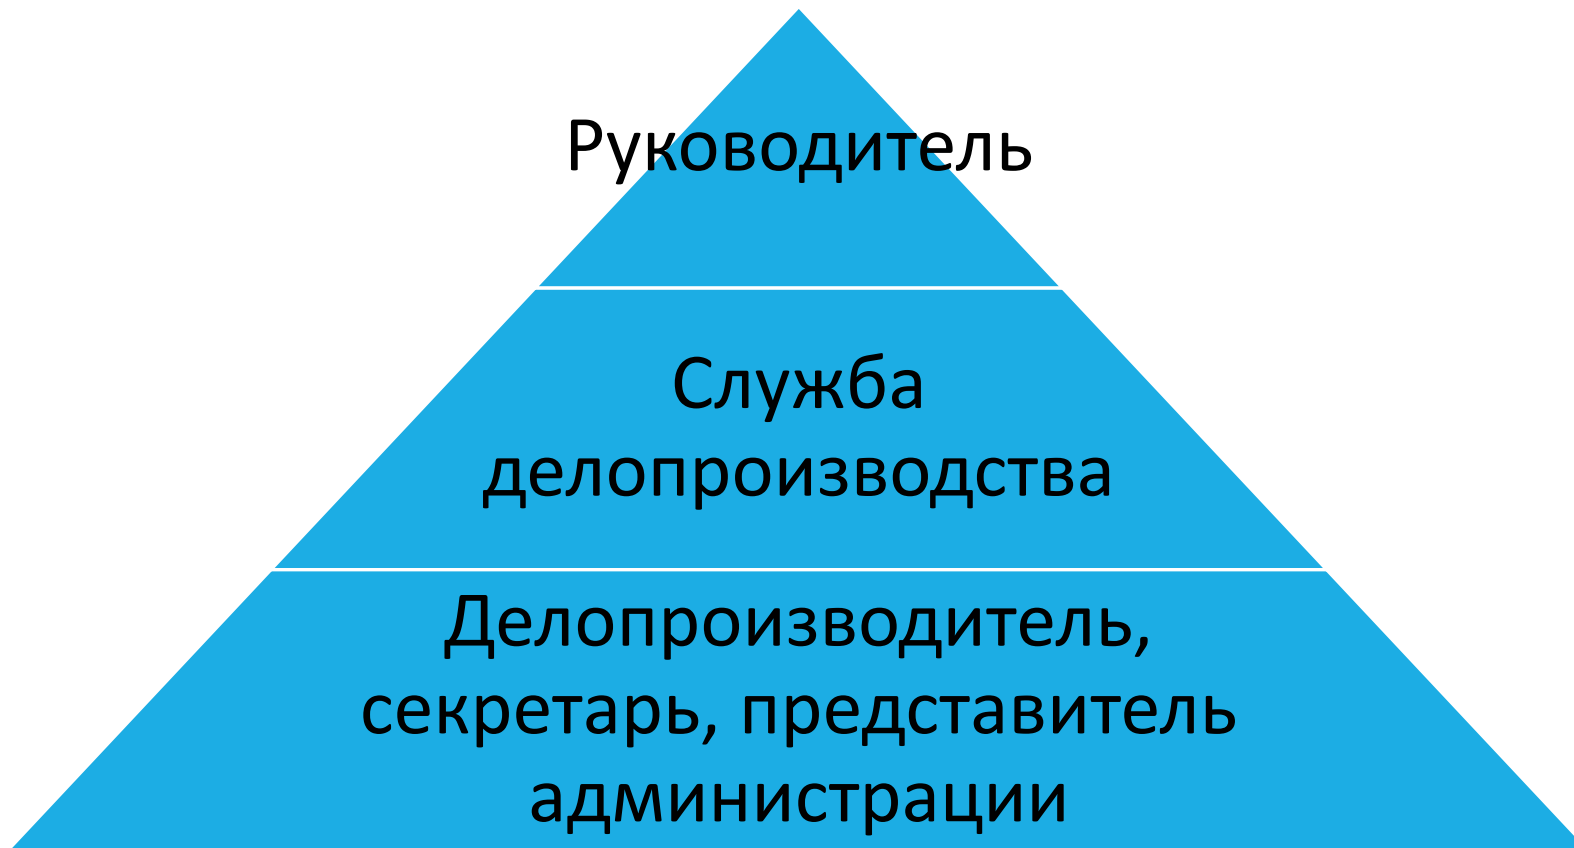 Руководитель
Служба
делопроизводства
Делопроизводитель,
секретарь, представитель
администрации